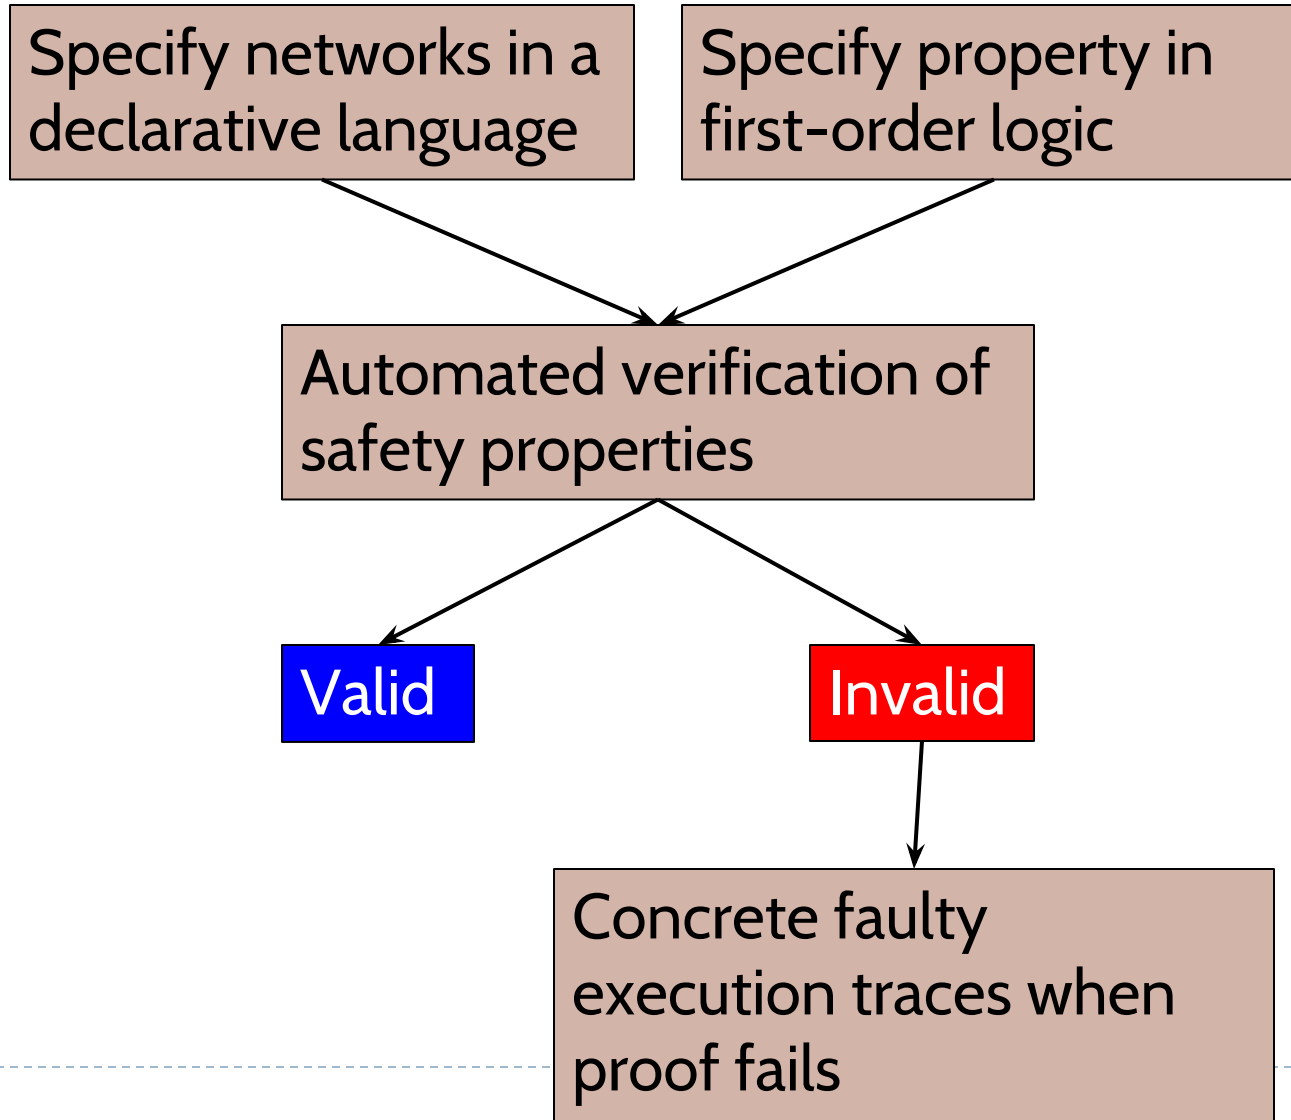 Specify networks in a
declarative language
Specify property in
first-order logic
Automated verification of
safety properties
Valid
Invalid
Concrete faulty
execution traces when
proof fails